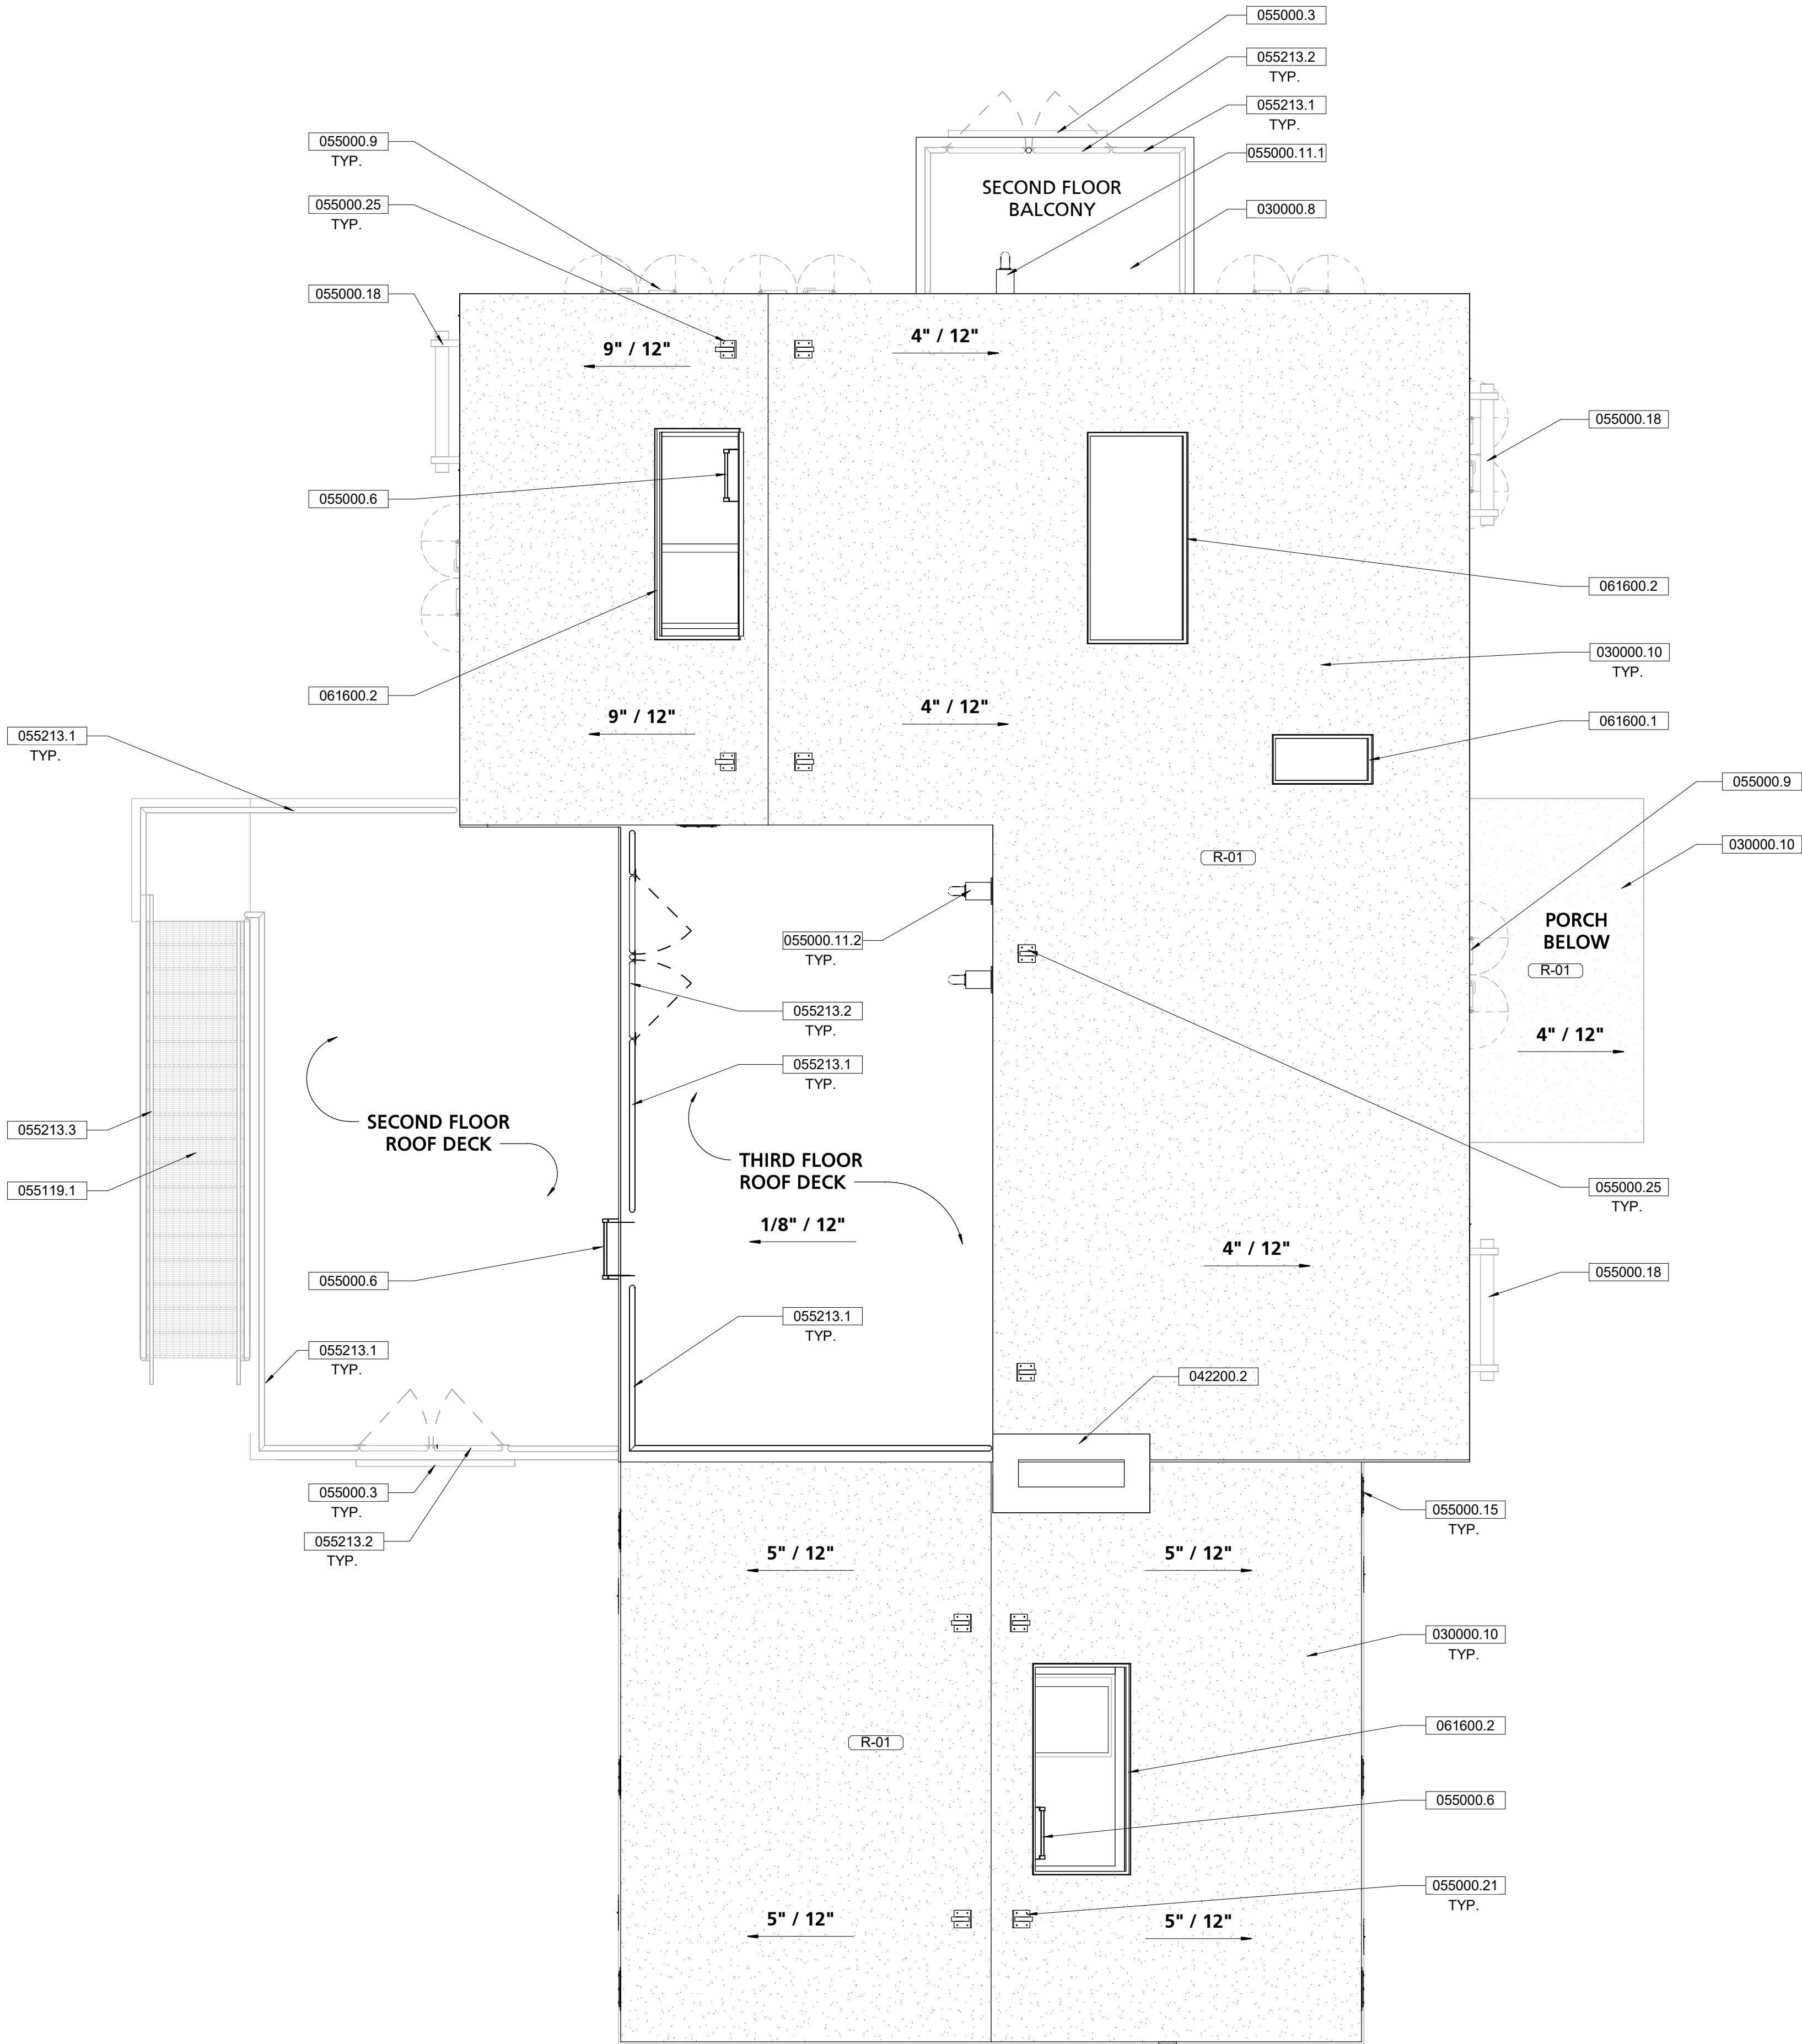 055000.3
055213.2
TYP.
055213.1
TYP.
055000.11.1
030000.8
SECOND FLOOR
BALCONY
055000.9
TYP.
055000.25
TYP.
055000.18
9" / 12"
4" / 12"
055000.18
055000.6
061600.2
030000.10
TYP.
061600.2
9" / 12"
4" / 12"
061600.1
055213.1
TYP.
055000.9
030000.10
R-01
PORCH
BELOW
R-01
4" / 12"
055000.11.2
TYP.
055213.2
TYP.
055213.1
TYP.
SECOND FLOOR
ROOF DECK
055213.3
055119.1
THIRD FLOOR
ROOF DECK
1/8" / 12"
055000.25
TYP.
4" / 12"
055000.18
055000.6
055213.1
TYP.
055213.1
TYP.
042200.2
055000.3
TYP.
055213.2
TYP.
055000.15
TYP.
5" / 12"
5" / 12"
030000.10
TYP.
R-01
061600.2
055000.6
055000.21
TYP.
5" / 12"
5" / 12"